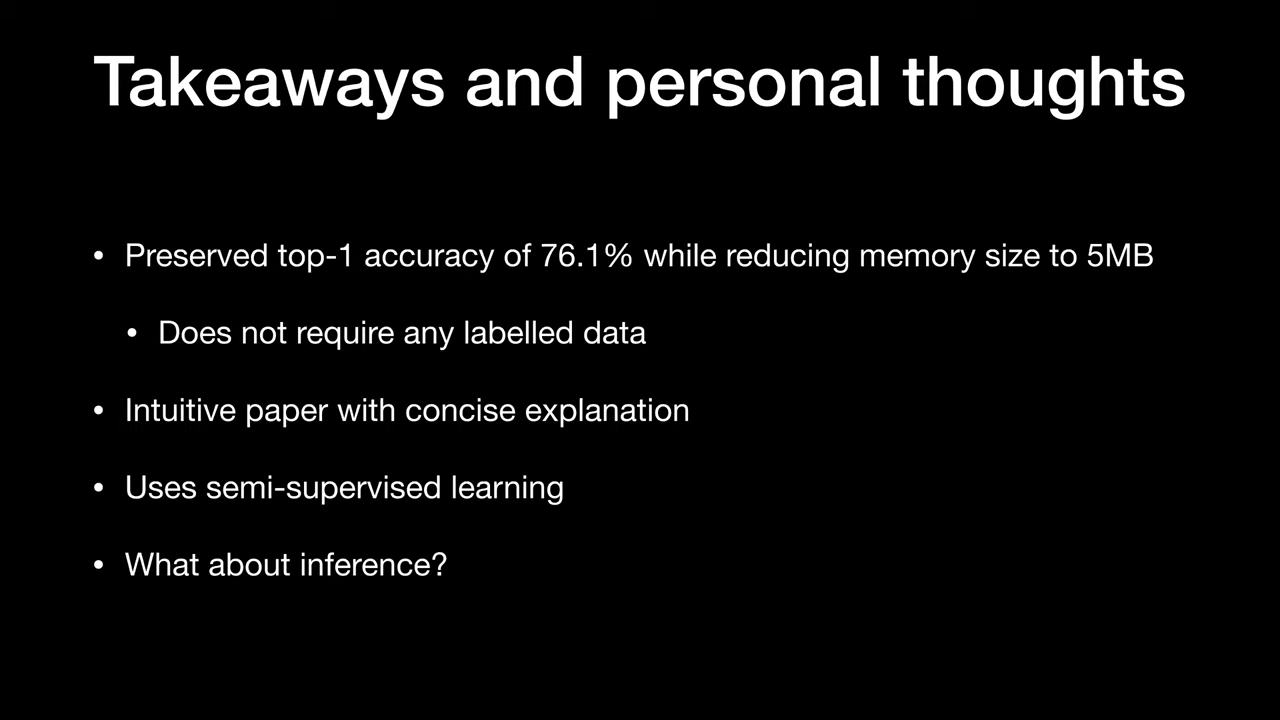 Takeaways and personal thoughts
• Preserved top-1 accuracy of 76.1% while reducing memory size to 5MB
• Does not require any labelled data
• Intuitive paper with concise explanation
• Uses semi-supervised learning
• What about inference?